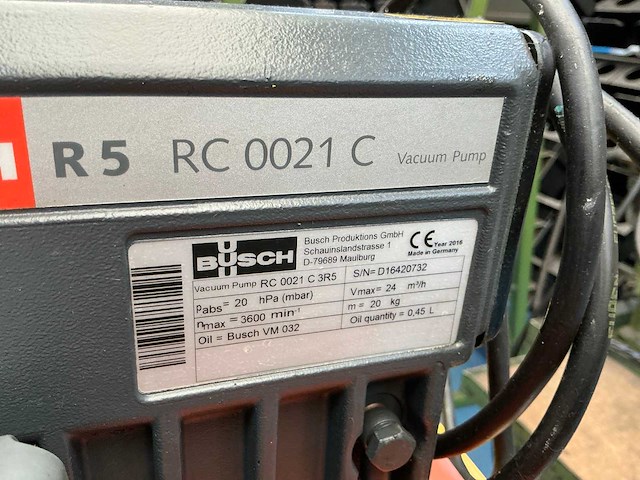 R 5 RC 0021 C Vacuum Pump
BUSCH
Busch Produktions GmbH
Schauinslandstrasse 1
D-79689 Maulburg
CE Year 2016
Made in Germany
Vacuum Pump RC 0021 C 3R5
S/N= D16420732
pabs= 20 hPa (mbar)
Vmax= 24 m³/h
nmax = 3600 min⁻¹
m = 20 kg
Oil = Busch VM 032
Oil quantity = 0,45 L